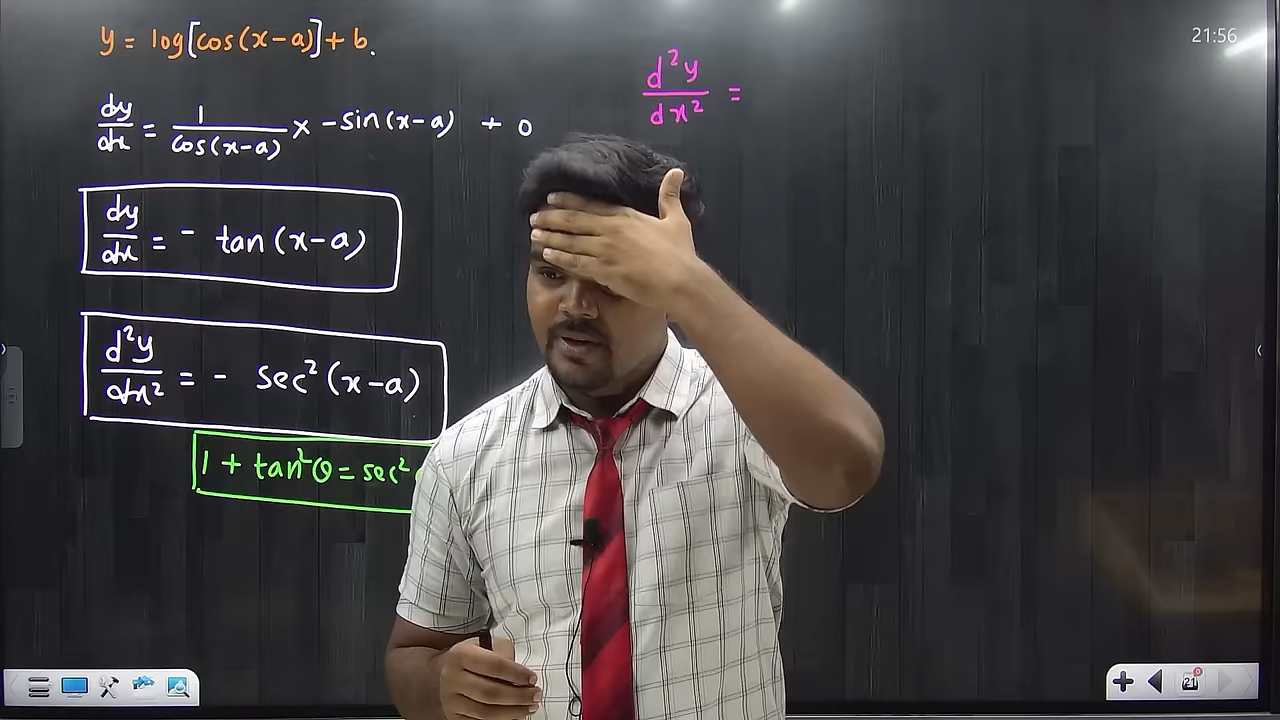 y = log[cos(x-a)] + b.
dy/dx = 1/cos(x-a) × -sin(x-a) + 0
dy/dx = - tan(x-a)
d²y/dx² = - sec²(x-a)
1 + tan²θ = sec²
d²y/dx² =
21:56
21